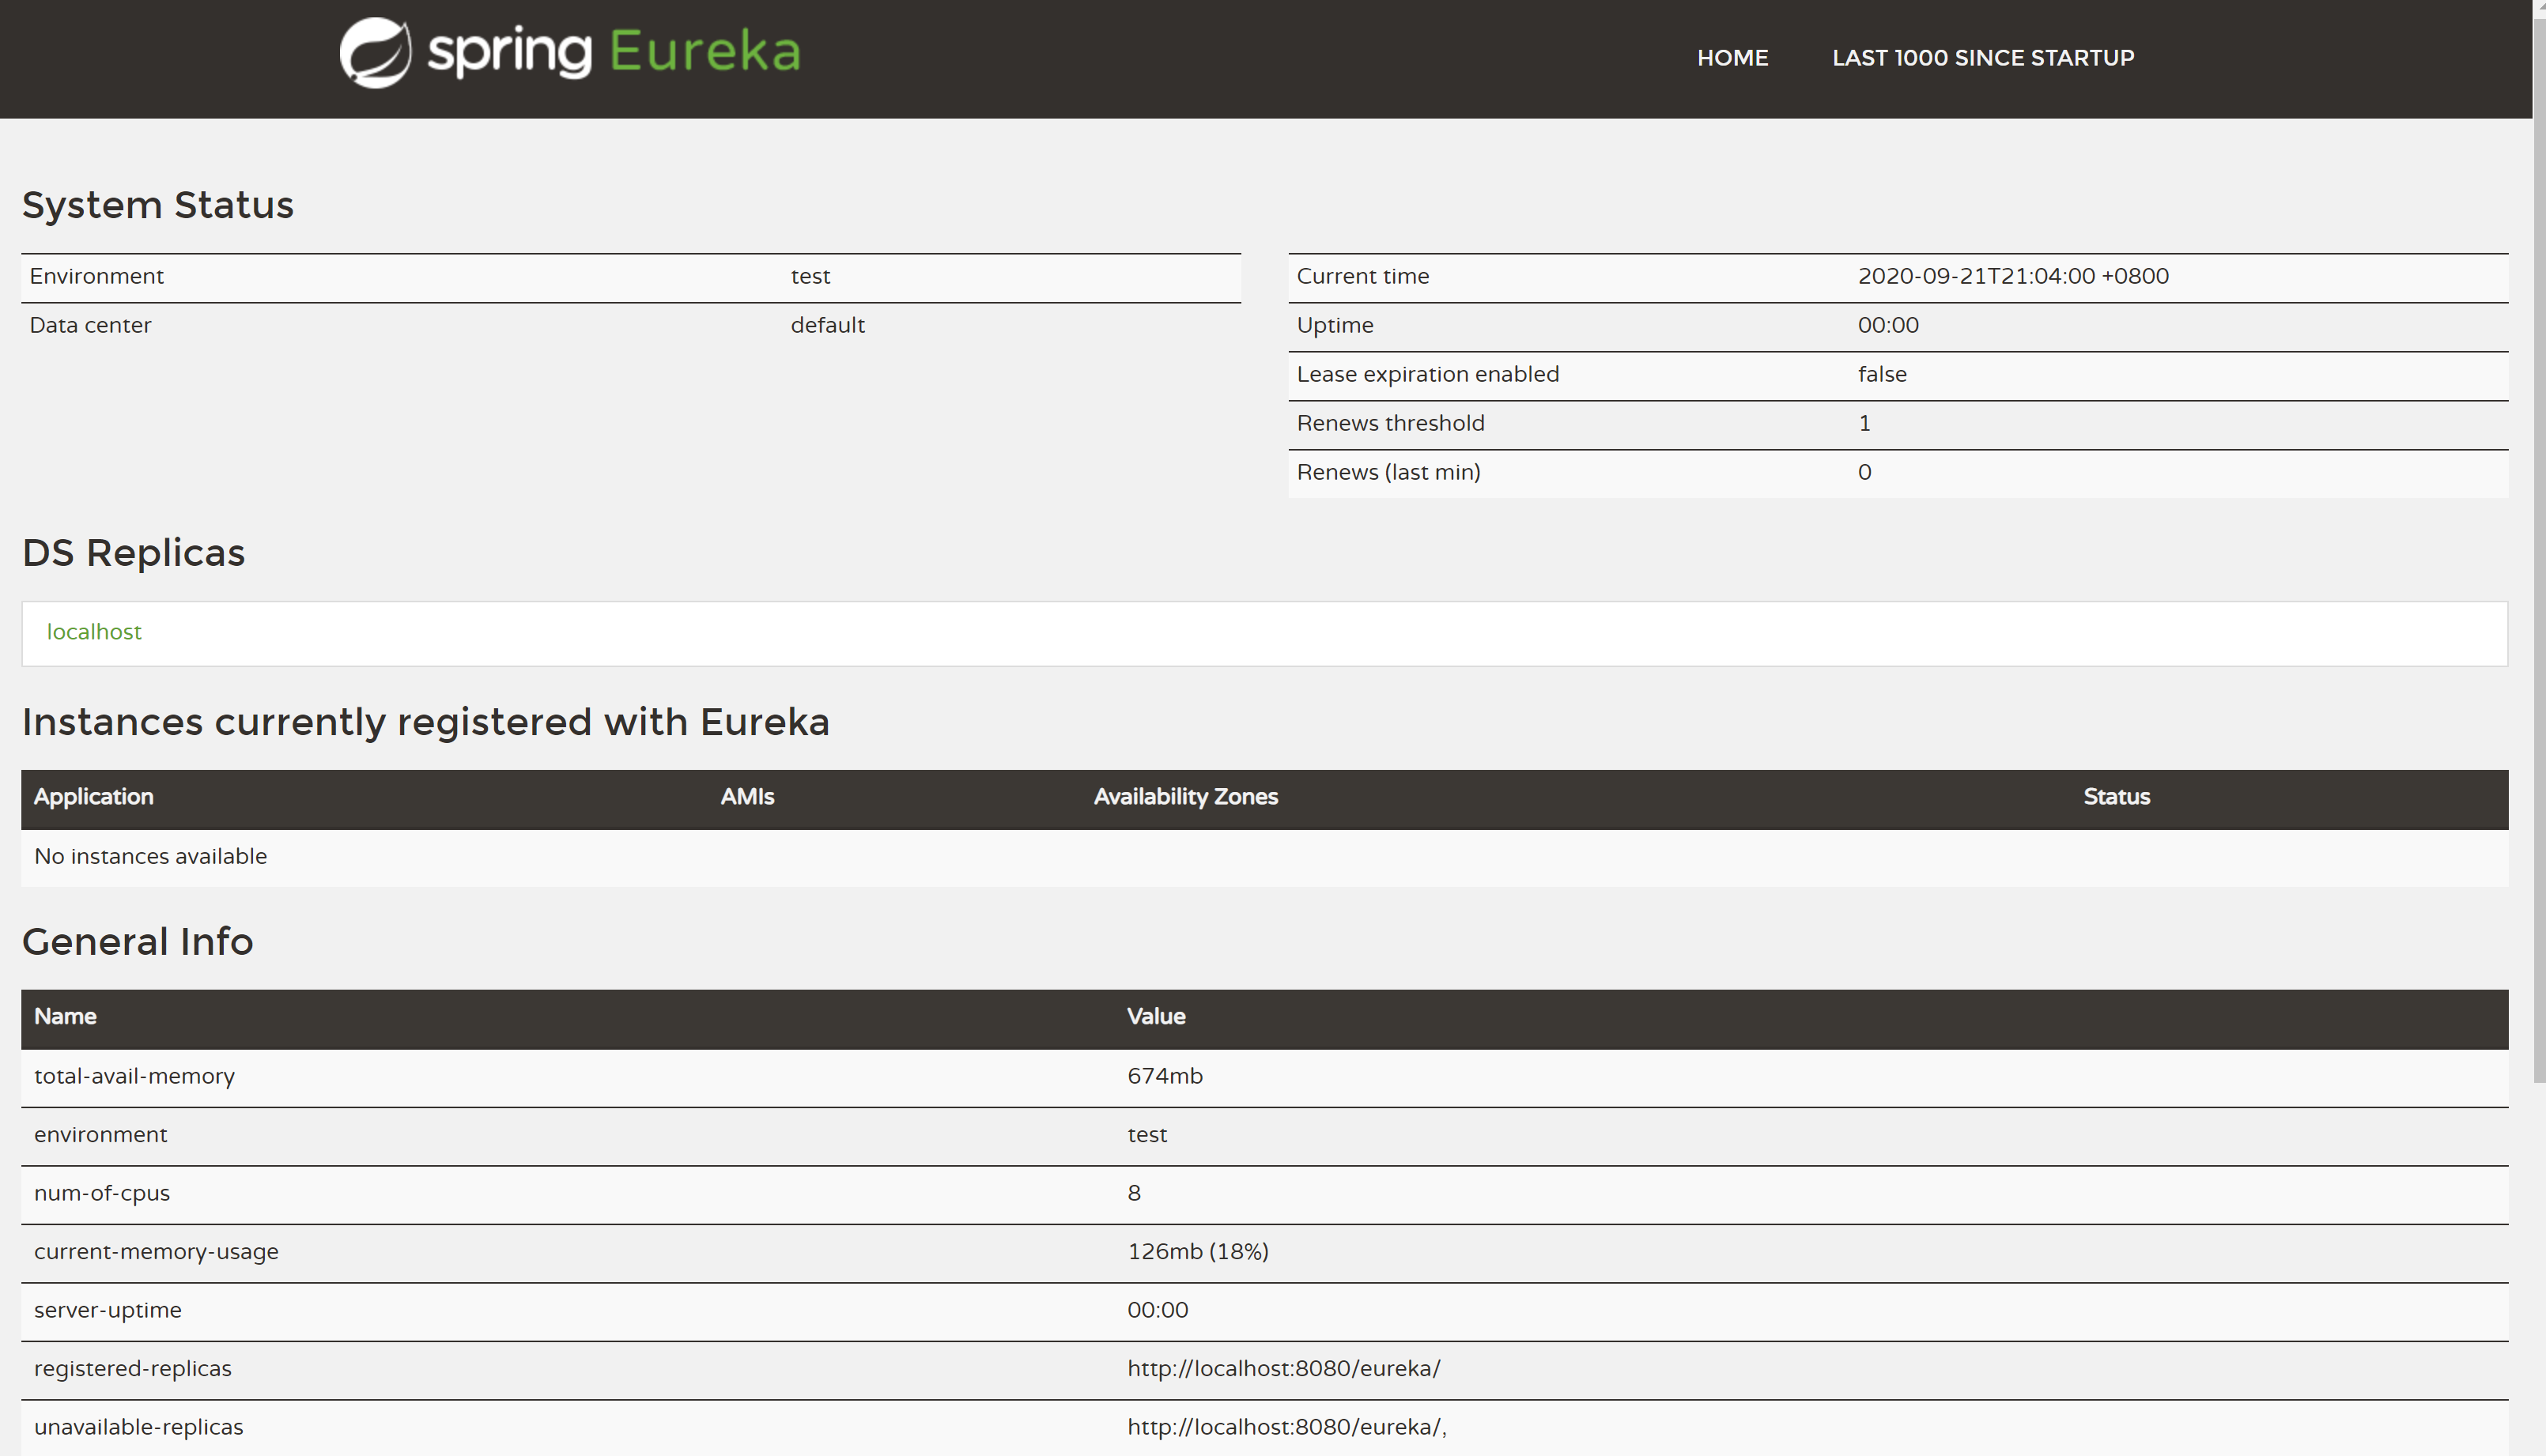 spring Eureka
HOME LAST 1000 SINCE STARTUP
System Status
Environment test
Data center default
Current time 2020-09-21T21:04:00 +0800
Uptime 00:00
Lease expiration enabled false
Renews threshold 1
Renews (last min) 0
DS Replicas
localhost
Instances currently registered with Eureka
Application AMIs Availability Zones Status
No instances available
General Info
Name Value
total-avail-memory 674mb
environment test
num-of-cpus 8
current-memory-usage 126mb (18%)
server-uptime 00:00
registered-replicas http://localhost:8080/eureka/
unavailable-replicas http://localhost:8080/eureka/,